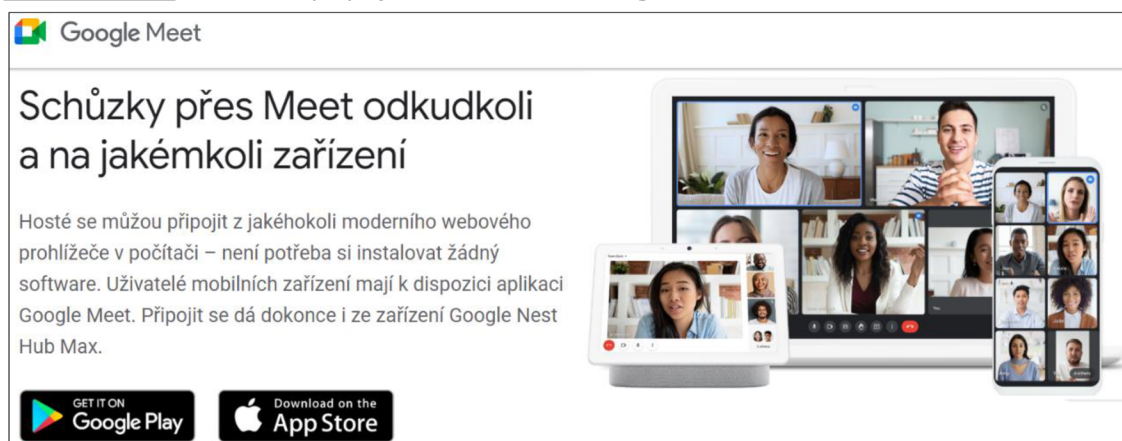 Google Meet
Schůzky přes Meet odkudkoli
a na jakémkoli zařízení
Hosté se můžou připojit z jakéhokoli moderního webového
prohlížeče v počítači – není potřeba si instalovat žádný
software. Uživatelé mobilních zařízení mají k dispozici aplikaci
Google Meet. Připojit se dá dokonce i ze zařízení Google Nest
Hub Max.
GET IT ON
Google Play
Download on the
App Store